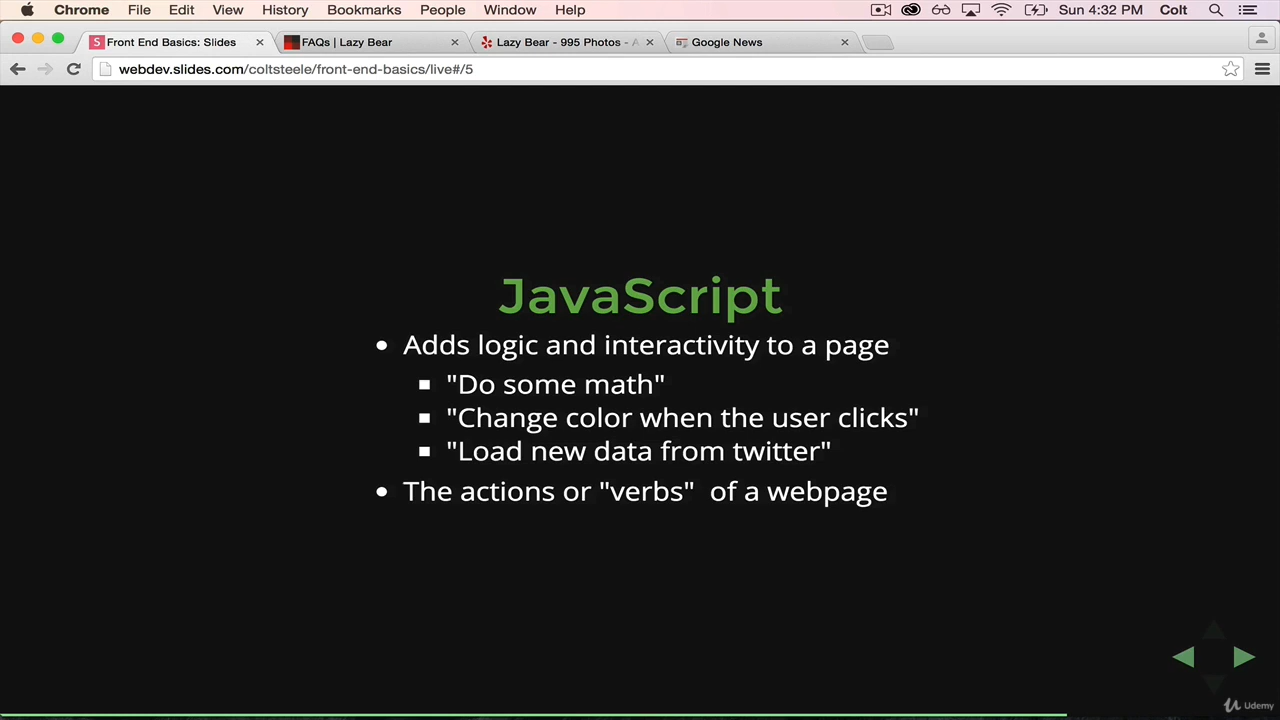 Chrome File Edit View History Bookmarks People Window Help Sun 4:32 PM Colt
S Front End Basics: Slides FAQs | Lazy Bear Lazy Bear - 995 Photos - A Google News
webdev.slides.com/coltsteele/front-end-basics/live#/5
JavaScript
• Adds logic and interactivity to a page
▪ "Do some math"
▪ "Change color when the user clicks"
▪ "Load new data from twitter"
• The actions or "verbs" of a webpage
Udemy